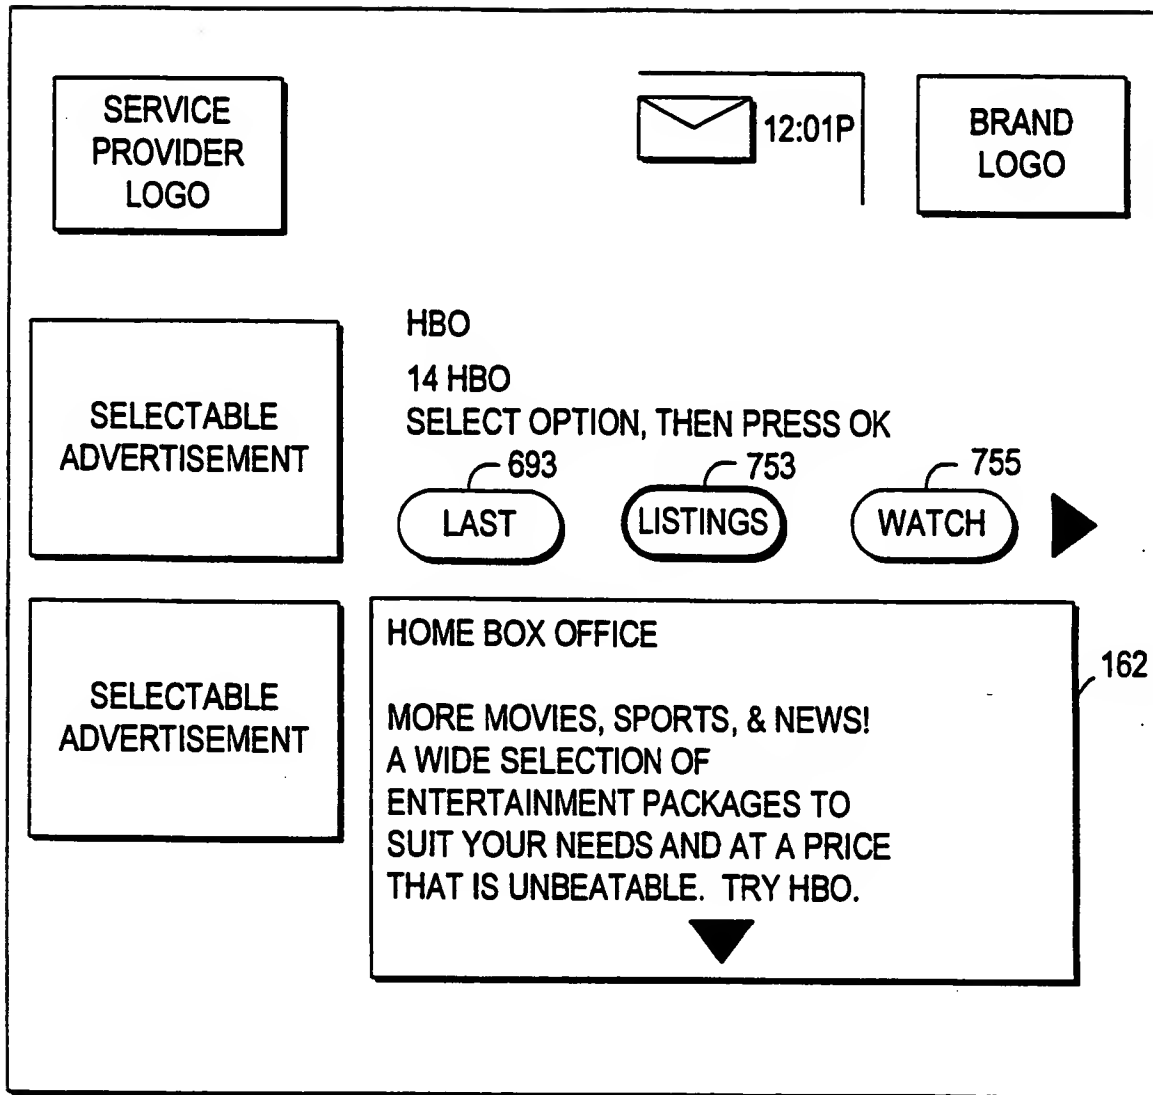 SERVICE
PROVIDER
LOGO
12:01P
BRAND
LOGO
SELECTABLE
ADVERTISEMENT
HBO
14 HBO
SELECT OPTION, THEN PRESS OK
693
753
755
LAST
LISTINGS
WATCH
SELECTABLE
ADVERTISEMENT
HOME BOX OFFICE
MORE MOVIES, SPORTS, & NEWS!
A WIDE SELECTION OF
ENTERTAINMENT PACKAGES TO
SUIT YOUR NEEDS AND AT A PRICE
THAT IS UNBEATABLE. TRY HBO.
162